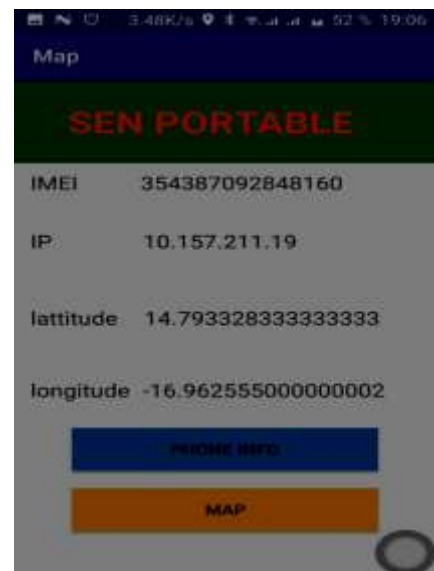 3.48K/s 52 % 19:06
Map
SEN PORTABLE
IMEI 354387092848160
IP 10.157.211.19
lattitude 14.793328333333333
longitude -16.962555000000002
PHONE INFO
MAP